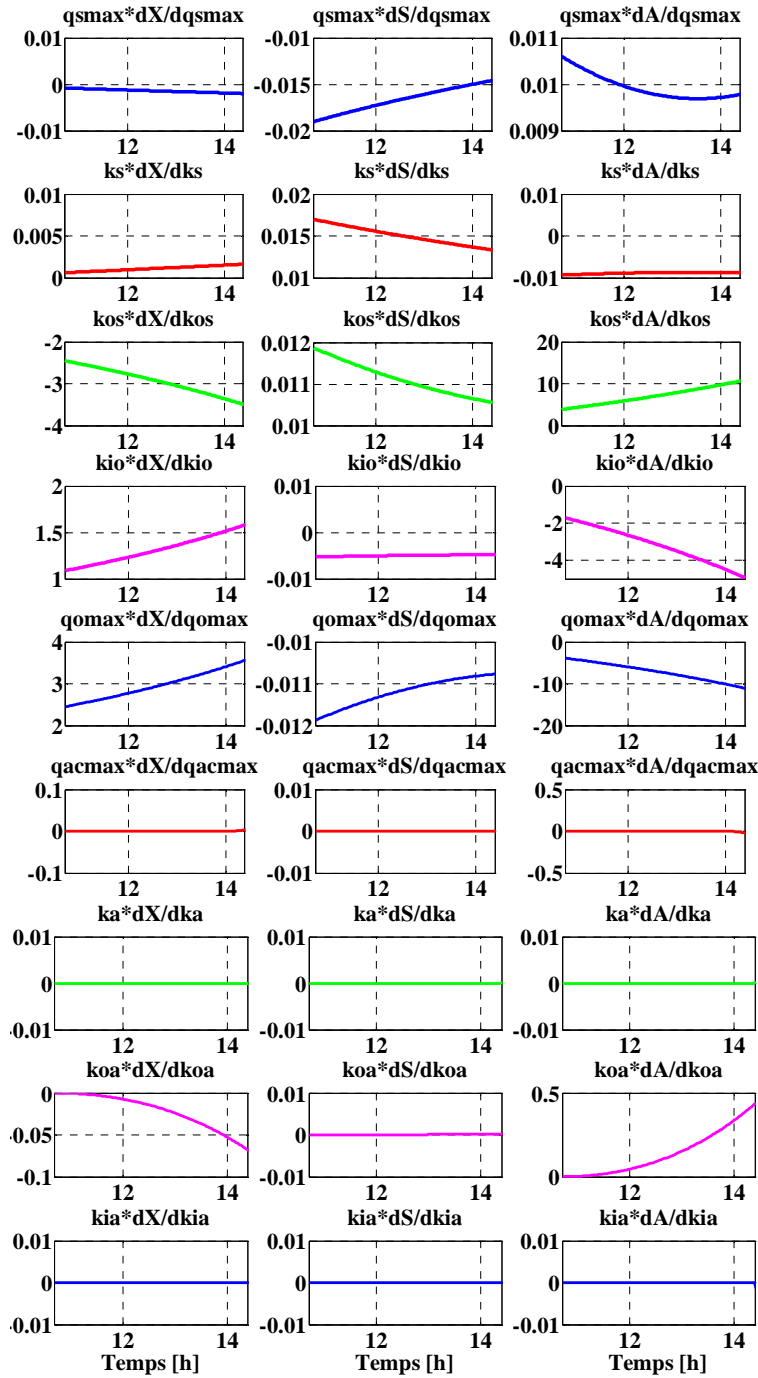 qsmax*dX/dqsmax qsmax*dS/dqsmax qsmax*dA/dqsmax
0.01 -0.01 0.011
0 -0.015 0.01
-0.01 -0.02 0.009
12 14 12 14 12 14
ks*dX/dks ks*dS/dks ks*dA/dks
0.01 0.02 0.01
0.005 0.015 0
0 0.01 -0.01
12 14 12 14 12 14
kos*dX/dkos kos*dS/dkos kos*dA/dkos
-2 0.012 20
-3 0.011 10
-4 0.01 0
12 14 12 14 12 14
kio*dX/dkio kio*dS/dkio kio*dA/dkio
2 0.01 0
1.5 0 -2
1 -0.01 -4
12 14 12 14 12 14
qomax*dX/dqomax qomax*dS/dqomax qomax*dA/dqomax
4 -0.01 0
3 -0.011 -10
2 -0.012 -20
12 14 12 14 12 14
qacmax*dX/dqacmax qacmax*dS/dqacmax qacmax*dA/dqacmax
0.1 0.01 0.5
0 0 0
-0.1 -0.01 -0.5
12 14 12 14 12 14
ka*dX/dka ka*dS/dka ka*dA/dka
0.01 0.01 0.01
0 0 0
-0.01 -0.01 -0.01
12 14 12 14 12 14
koa*dX/dkoa koa*dS/dkoa koa*dA/dkoa
0 0.01 0.5
-0.05 0
-0.1 -0.01 0
12 14 12 14 12 14
kia*dX/dkia kia*dS/dkia kia*dA/dkia
0.01 0.01 0.01
0 0 0
-0.01 -0.01 -0.01
12 14 12 14 12 14
Temps [h] Temps [h] Temps [h]